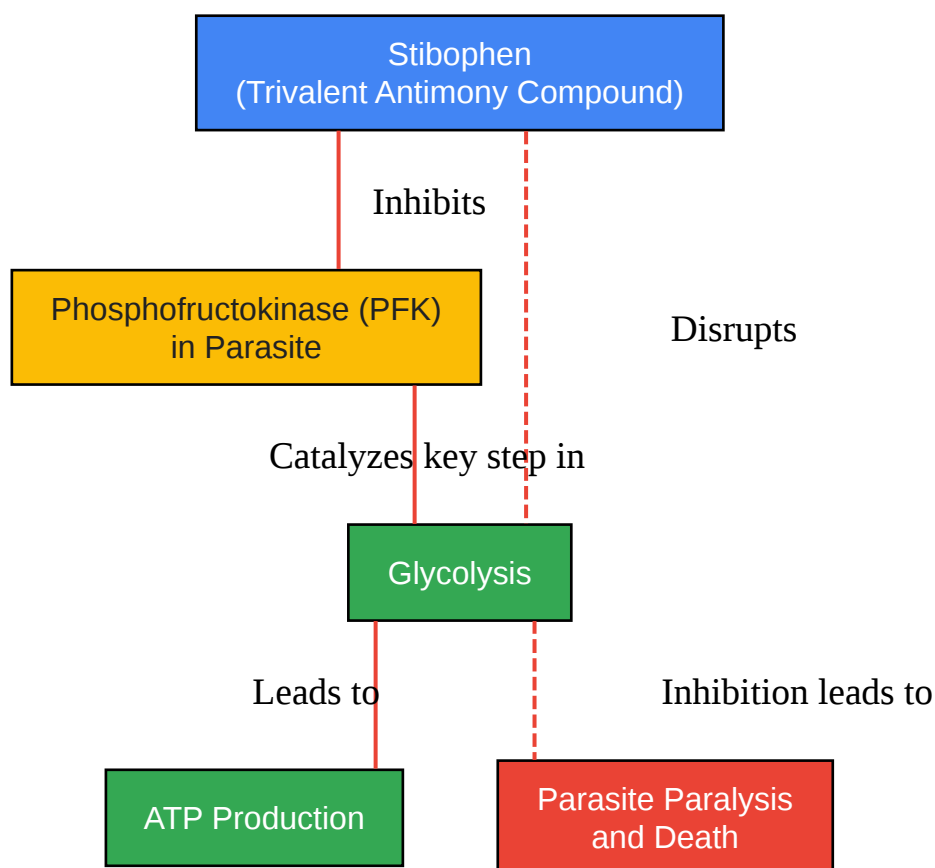 Stibophen
(Trivalent Antimony Compound)
Inhibits
Phosphofructokinase (PFK)
in Parasite
Disrupts
Catalyzes key step in
Glycolysis
Leads to
Inhibition leads to
ATP Production
Parasite Paralysis
and Death